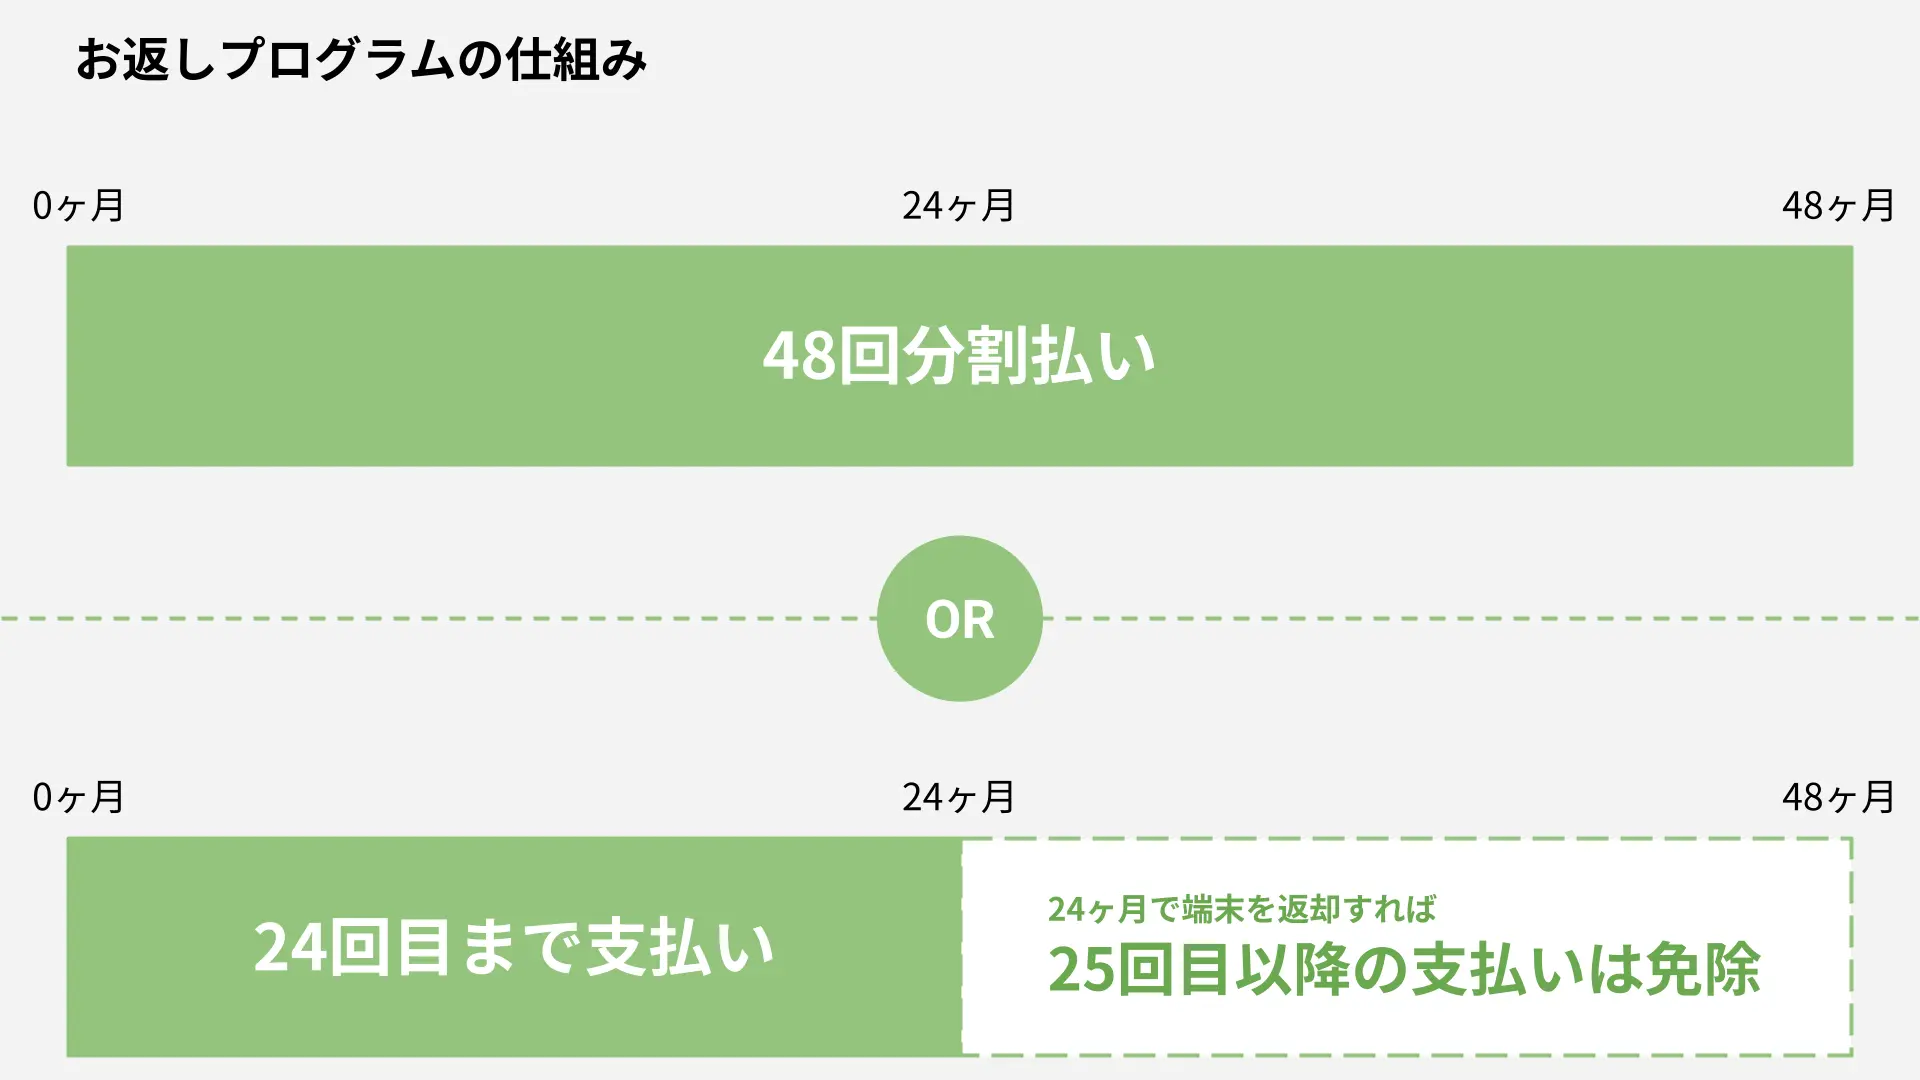 お返しプログラムの仕組み
0ヶ月 24ヶ月 48ヶ月
48回分割払い
OR
0ヶ月 24ヶ月 48ヶ月
24回目まで支払い
24ヶ月で端末を返却すれば
25回目以降の支払いは免除